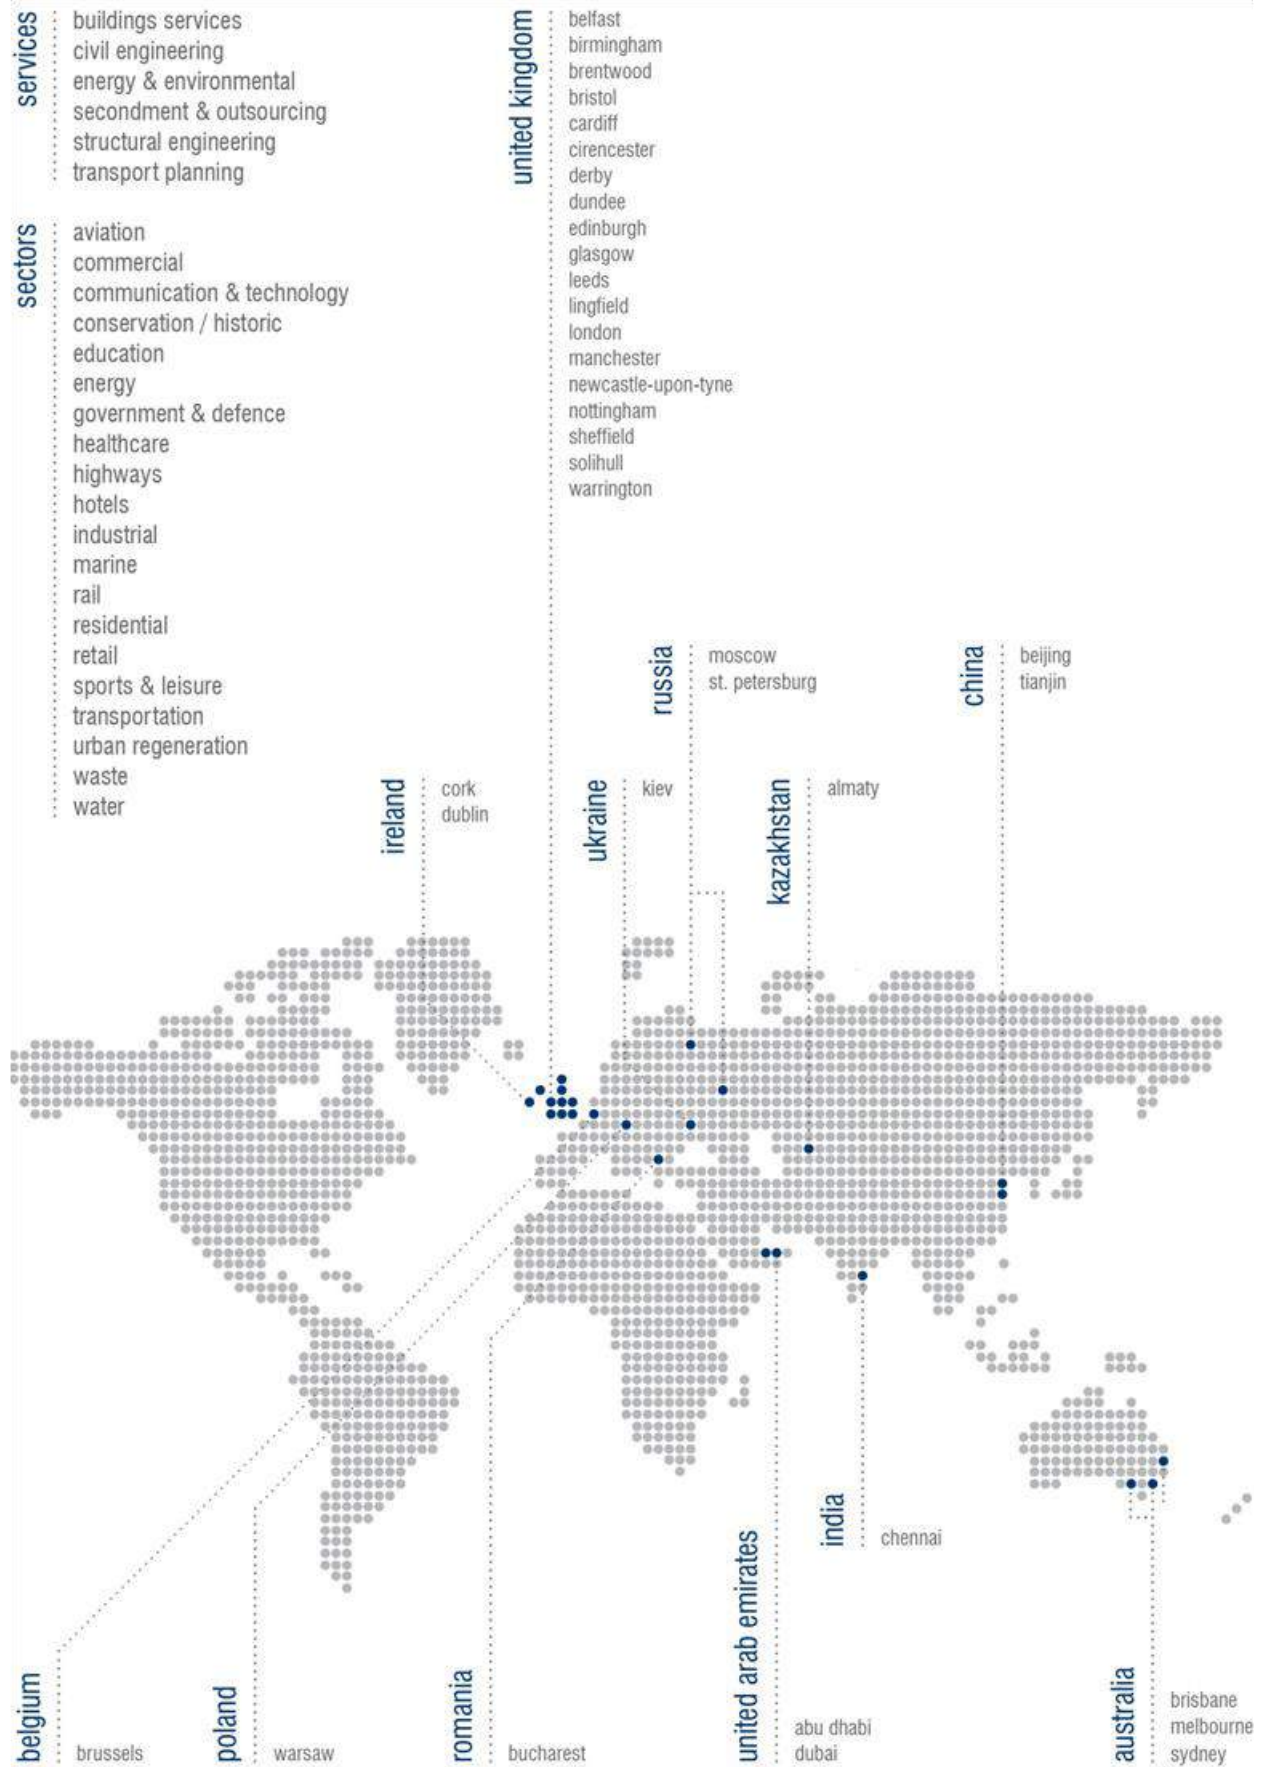 services
buildings services
civil engineering
energy & environmental
secondment & outsourcing
structural engineering
transport planning
sectors
aviation
commercial
communication & technology
conservation / historic
education
energy
government & defence
healthcare
highways
hotels
industrial
marine
rail
residential
retail
sports & leisure
transportation
urban regeneration
waste
water
united kingdom
belfast
birmingham
brentwood
bristol
cardiff
cirencester
derby
dundee
edinburgh
glasgow
leeds
lingfield
london
manchester
newcastle-upon-tyne
nottingham
sheffield
solihull
warrington
russia
moscow
st. petersburg
china
beijing
tianjin
ireland
cork
dublin
ukraine
kiev
kazakhstan
almaty
india
chennai
belgium
brussels
poland
warsaw
romania
bucharest
united arab emirates
abu dhabi
dubai
australia
brisbane
melbourne
sydney